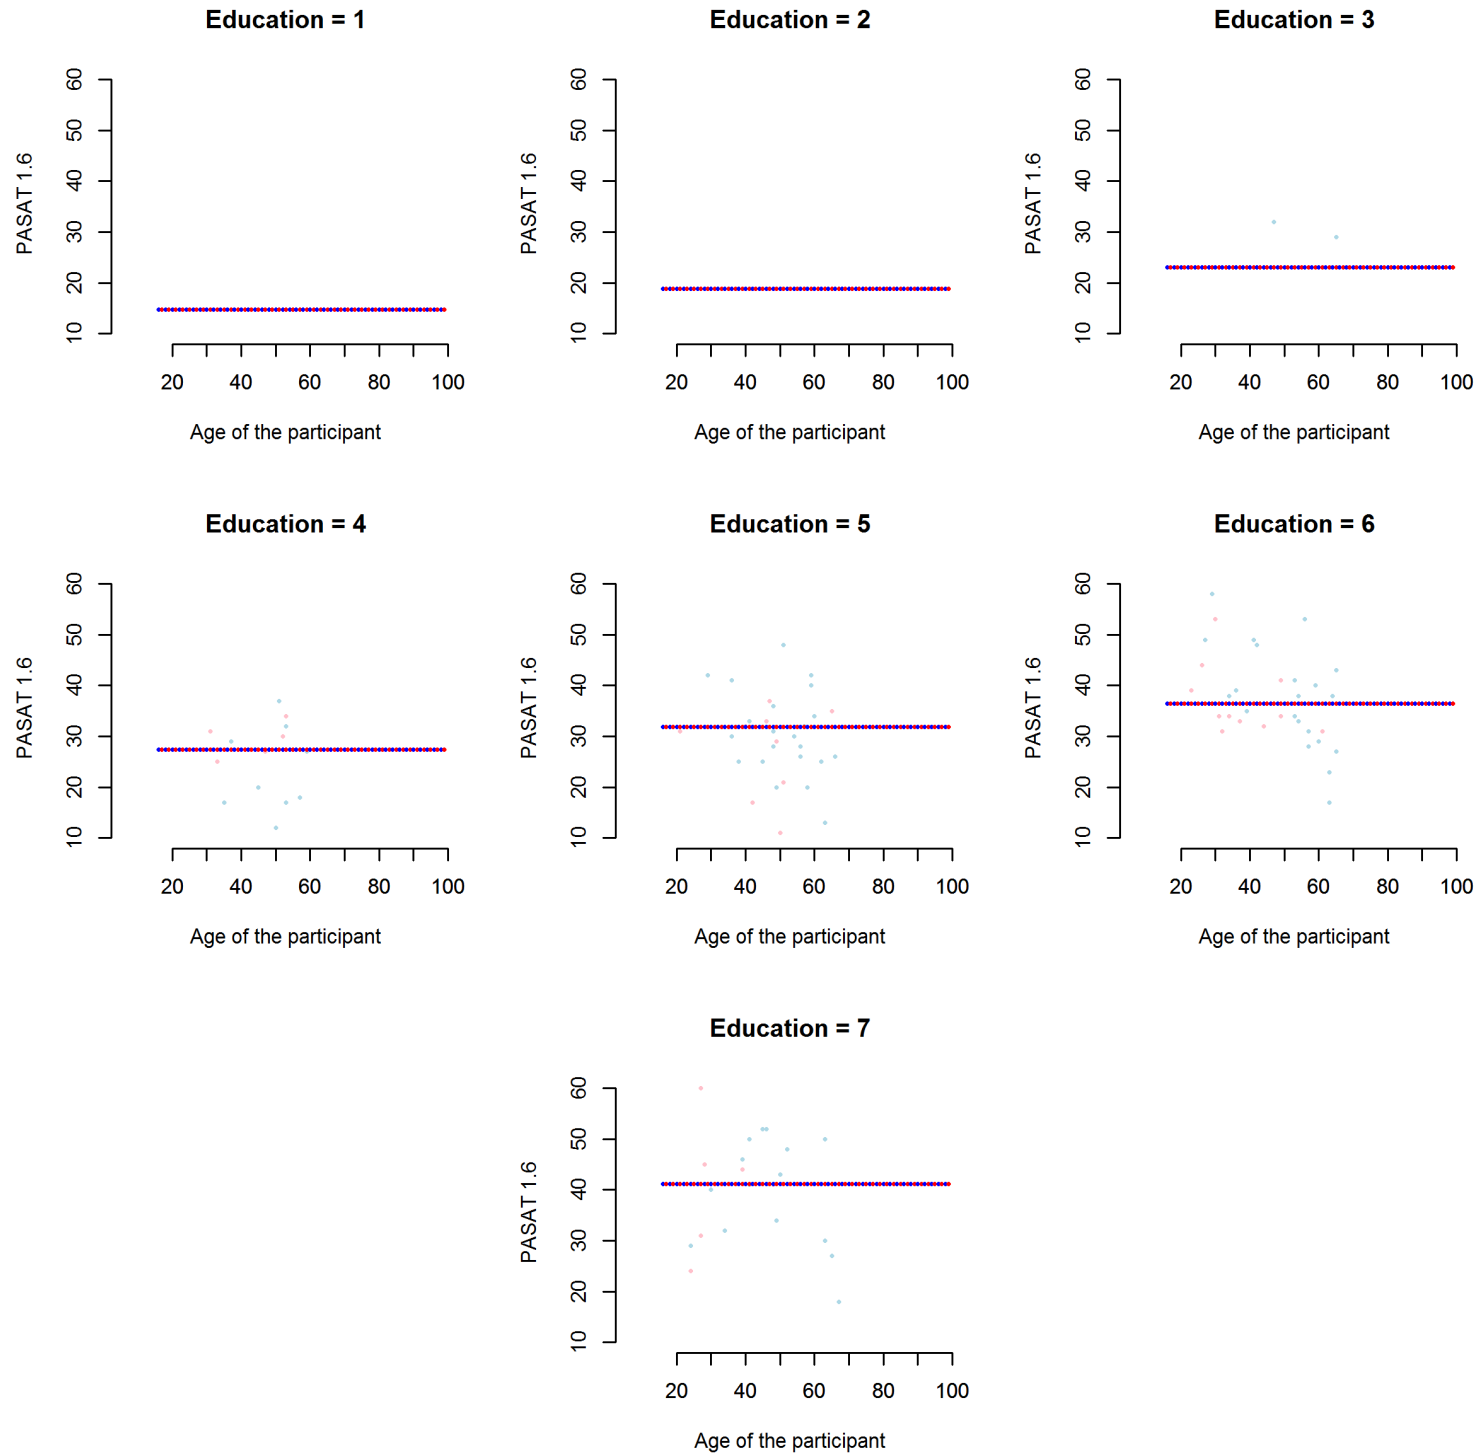 Education = 1
Education = 2
Education = 3
60
50
40
30
20
10
PASAT 1.6
20 40 60 80 100
Age of the participant
60
50
40
30
20
10
PASAT 1.6
20 40 60 80 100
Age of the participant
60
50
40
30
20
10
PASAT 1.6
20 40 60 80 100
Age of the participant
Education = 4
Education = 5
Education = 6
60
50
40
30
20
10
PASAT 1.6
20 40 60 80 100
Age of the participant
60
50
40
30
20
10
PASAT 1.6
20 40 60 80 100
Age of the participant
60
50
40
30
20
10
PASAT 1.6
20 40 60 80 100
Age of the participant
Education = 7
60
50
40
30
20
10
PASAT 1.6
20 40 60 80 100
Age of the participant